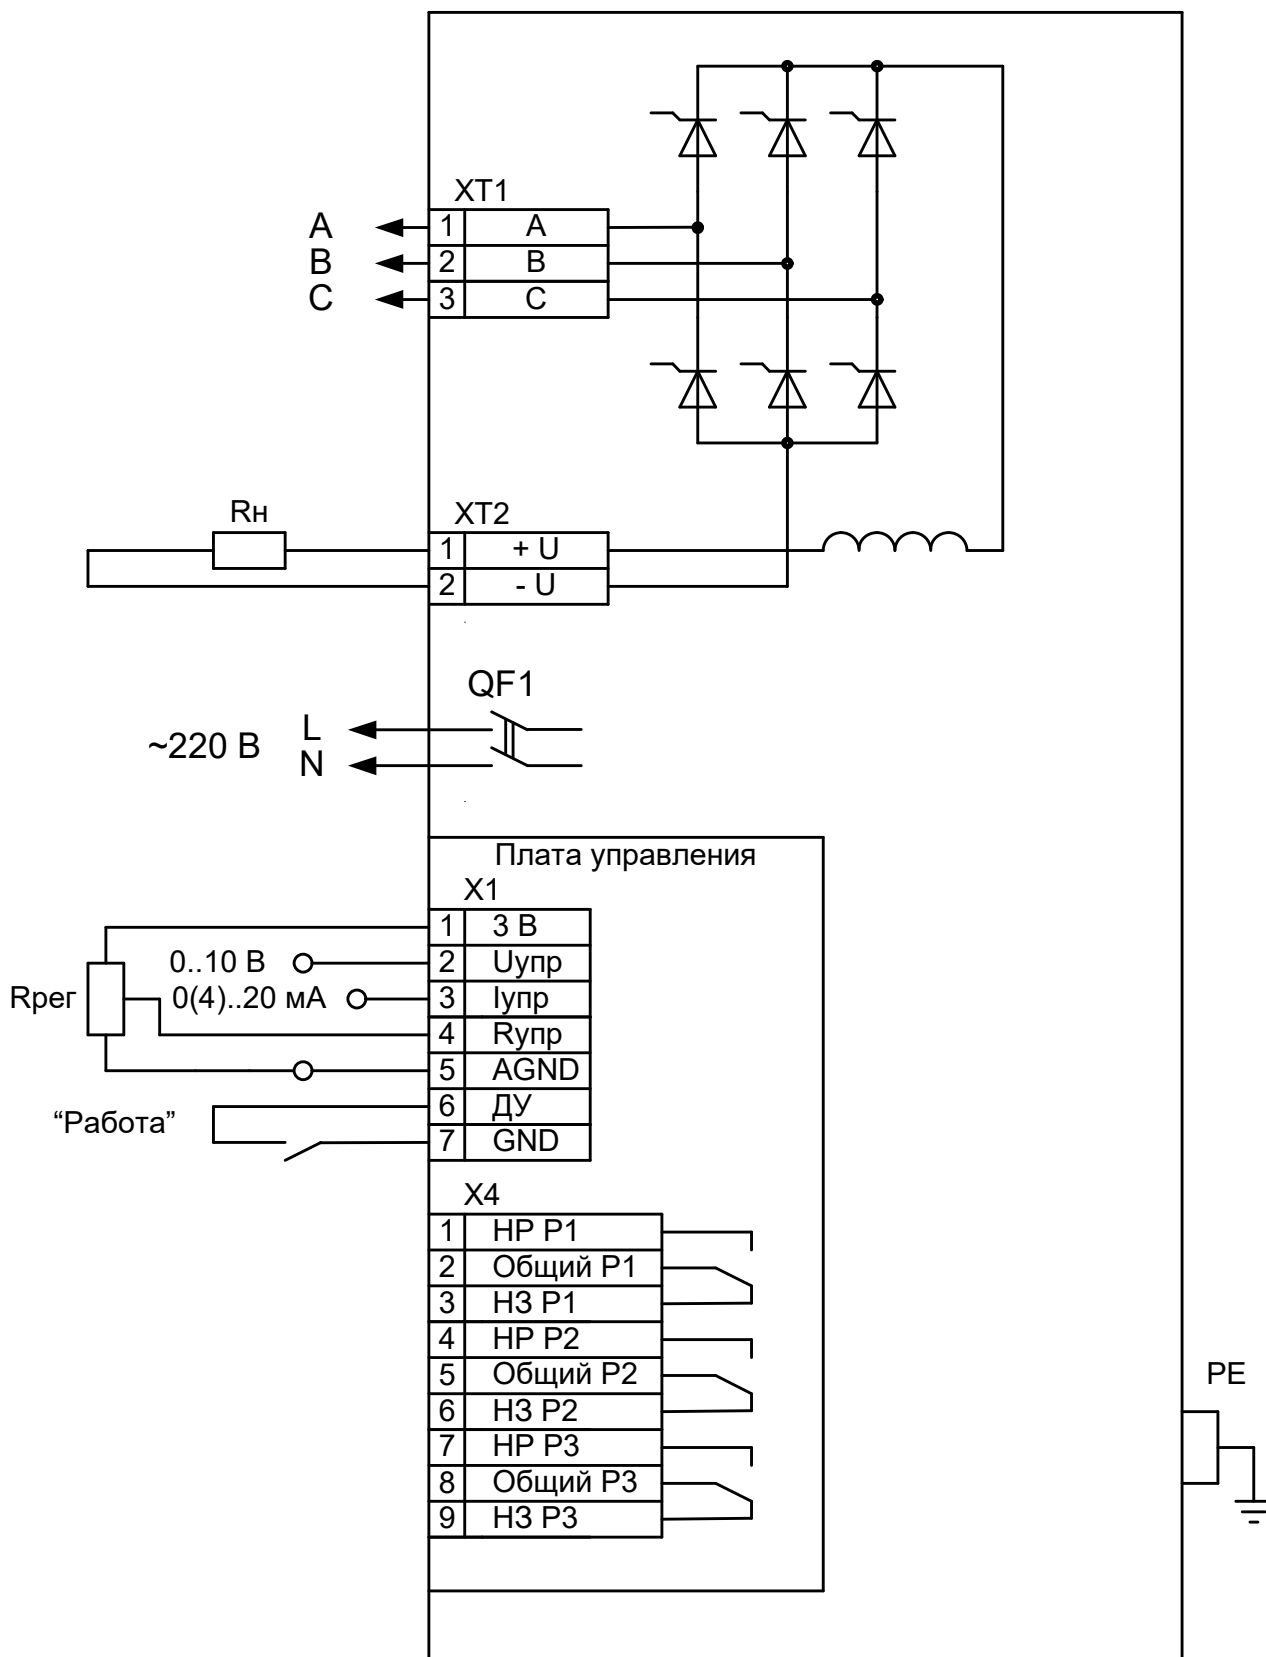 XT1
A 1 A
B 2 B
C 3 C
Rн
XT2
1 + U
2 - U
QF1
~220 В
L
N
Плата управления
X1
1 3 В
0..10 В 2 Uупр
Rрег 0(4)..20 мА 3 Iупр
4 Rупр
5 AGND
“Работа” 6 ДУ
7 GND
X4
1 НР Р1
2 Общий Р1
3 НЗ Р1
4 НР Р2
5 Общий Р2
6 НЗ Р2
7 НР Р3
8 Общий Р3
9 НЗ Р3
PE